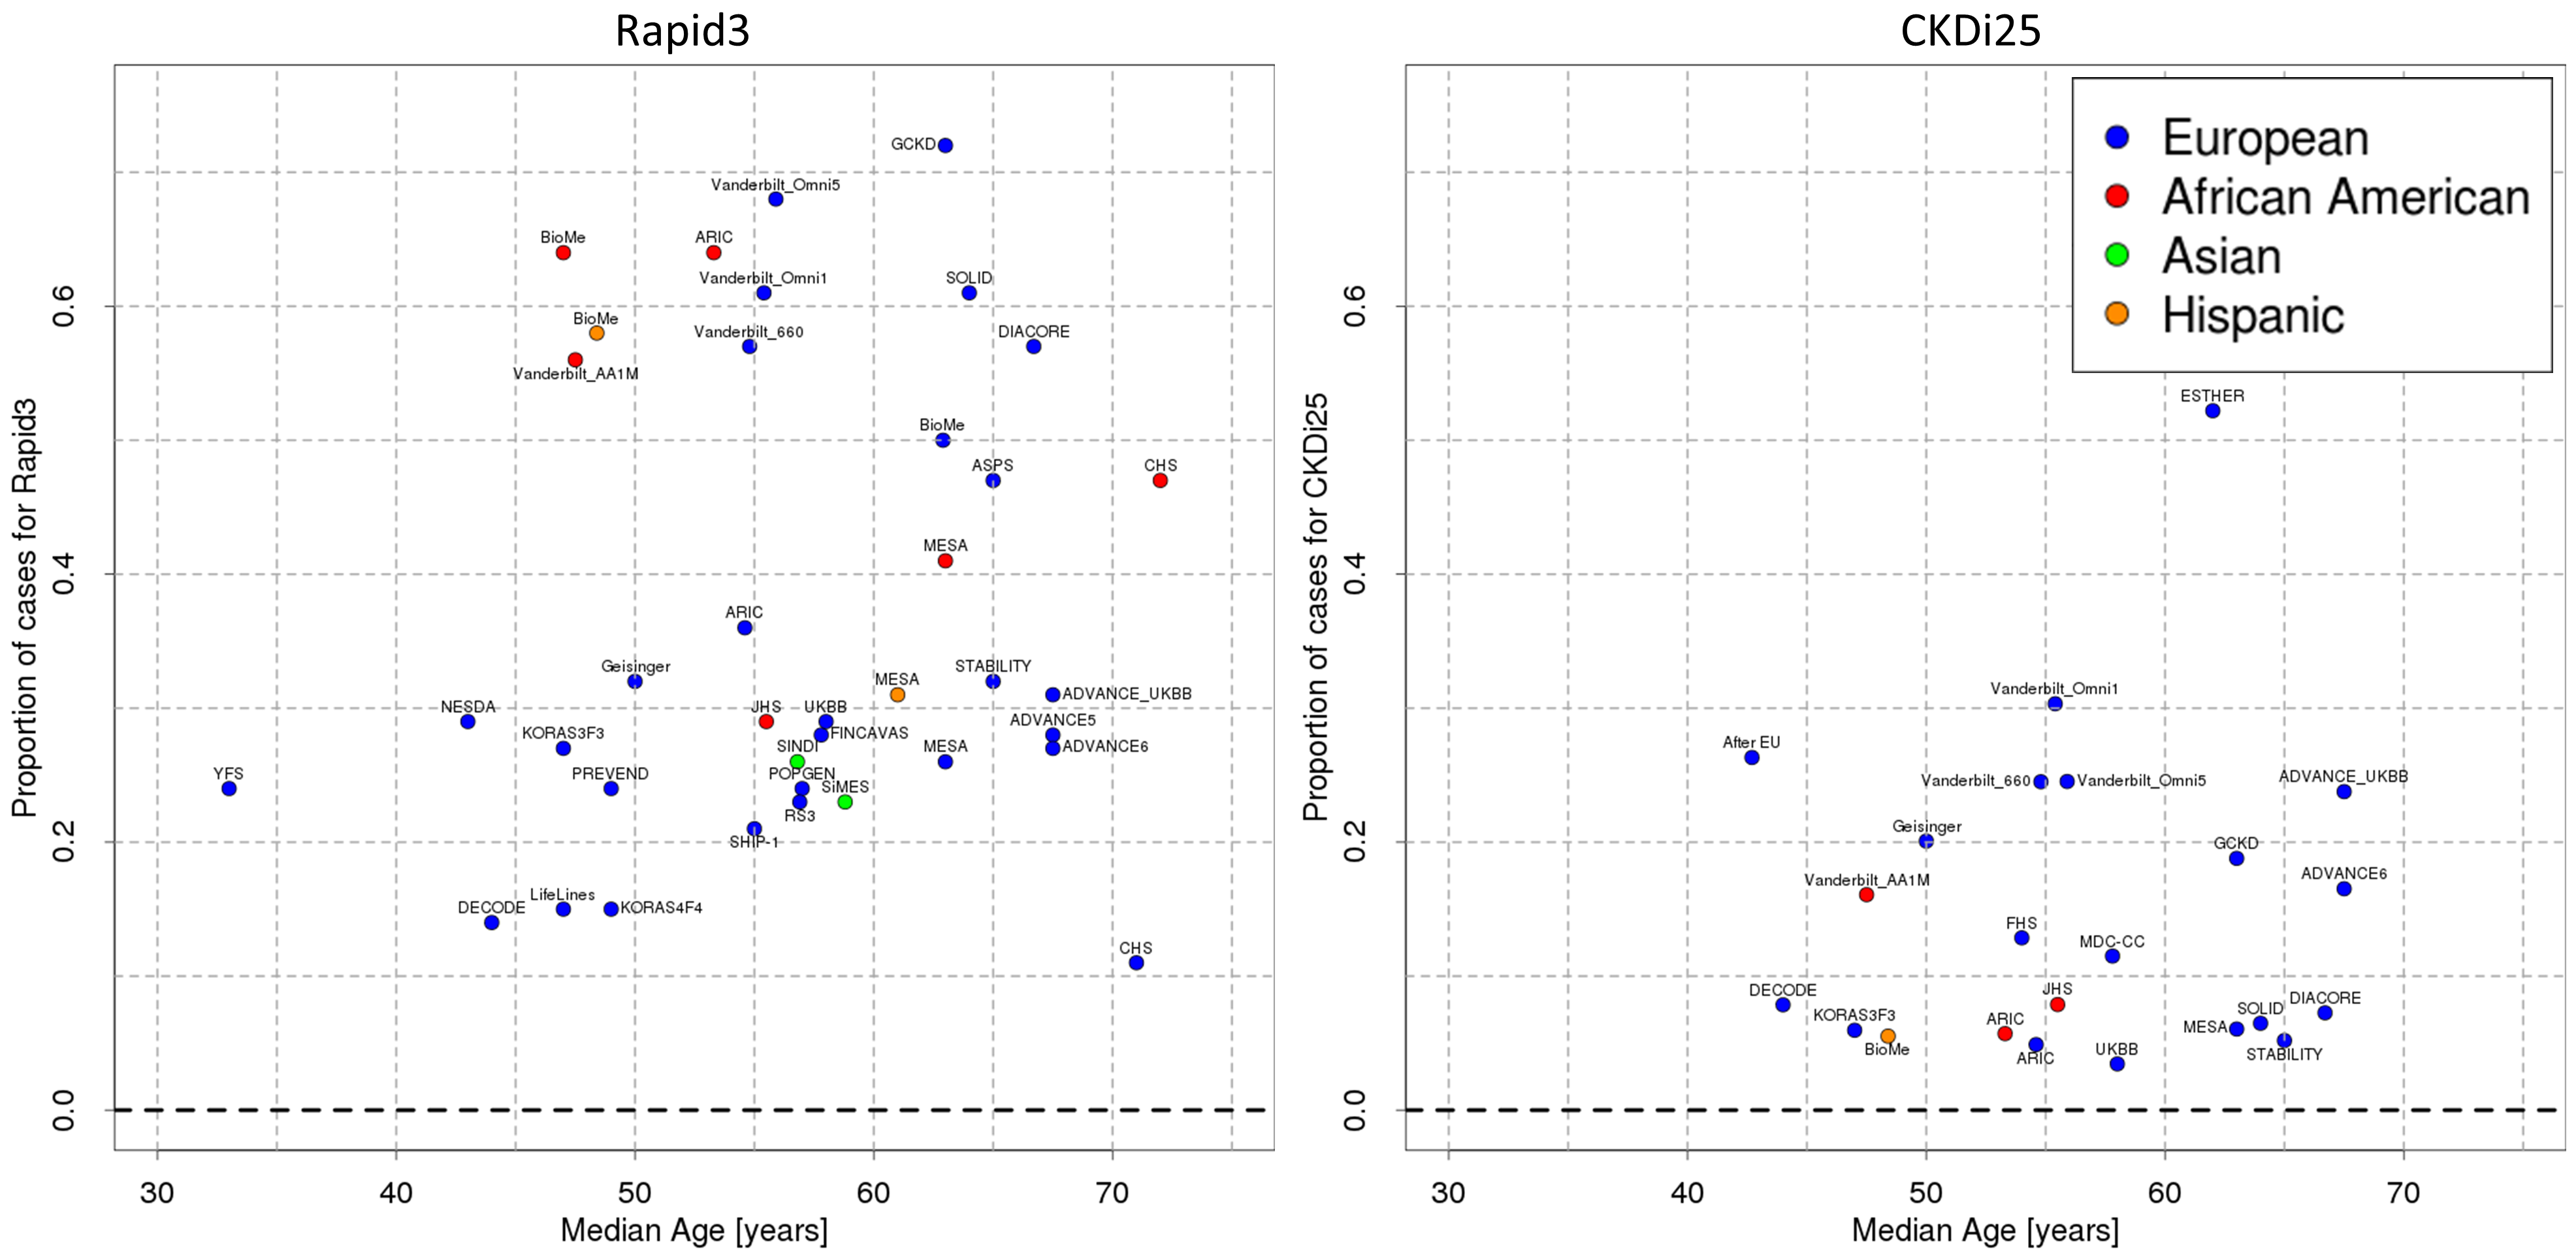 Rapid3
Proportion of cases for Rapid3
0.6
0.4
0.2
0.0
GCKD
Vanderbilt_Omni5
BioMe
ARIC
Vanderbilt_Omni1
SOLID
BioMe
Vanderbilt_660
DIACORE
Vanderbilt_AA1M
BioMe
ASPS
CHS
MESA
ARIC
Geisinger
STABILITY
MESA
ADVANCE_UKBB
NESDA
JHS
UKBB
ADVANCE5
KORAS3F3
FINCAVAS
SINDI
MESA
ADVANCE6
YFS
PREVEND
POPGEN
SiMES
RS3
SHIP-1
LifeLines
DECODE
KORAS4F4
CHS
30
40
50
60
70
Median Age [years]
CKDi25
Proportion of cases for CKDi25
0.6
0.4
0.2
0.0
European
African American
Asian
Hispanic
ESTHER
Vanderbilt_Omni1
After EU
Vanderbilt_660
Vanderbilt_Omni5
ADVANCE_UKBB
Geisinger
GCKD
Vanderbilt_AA1M
ADVANCE6
FHS
MDC-CC
DECODE
JHS
DIACORE
KORAS3F3
SOLID
ARIC
MESA
BioMe
ARIC
UKBB
STABILITY
30
40
50
60
70
Median Age [years]